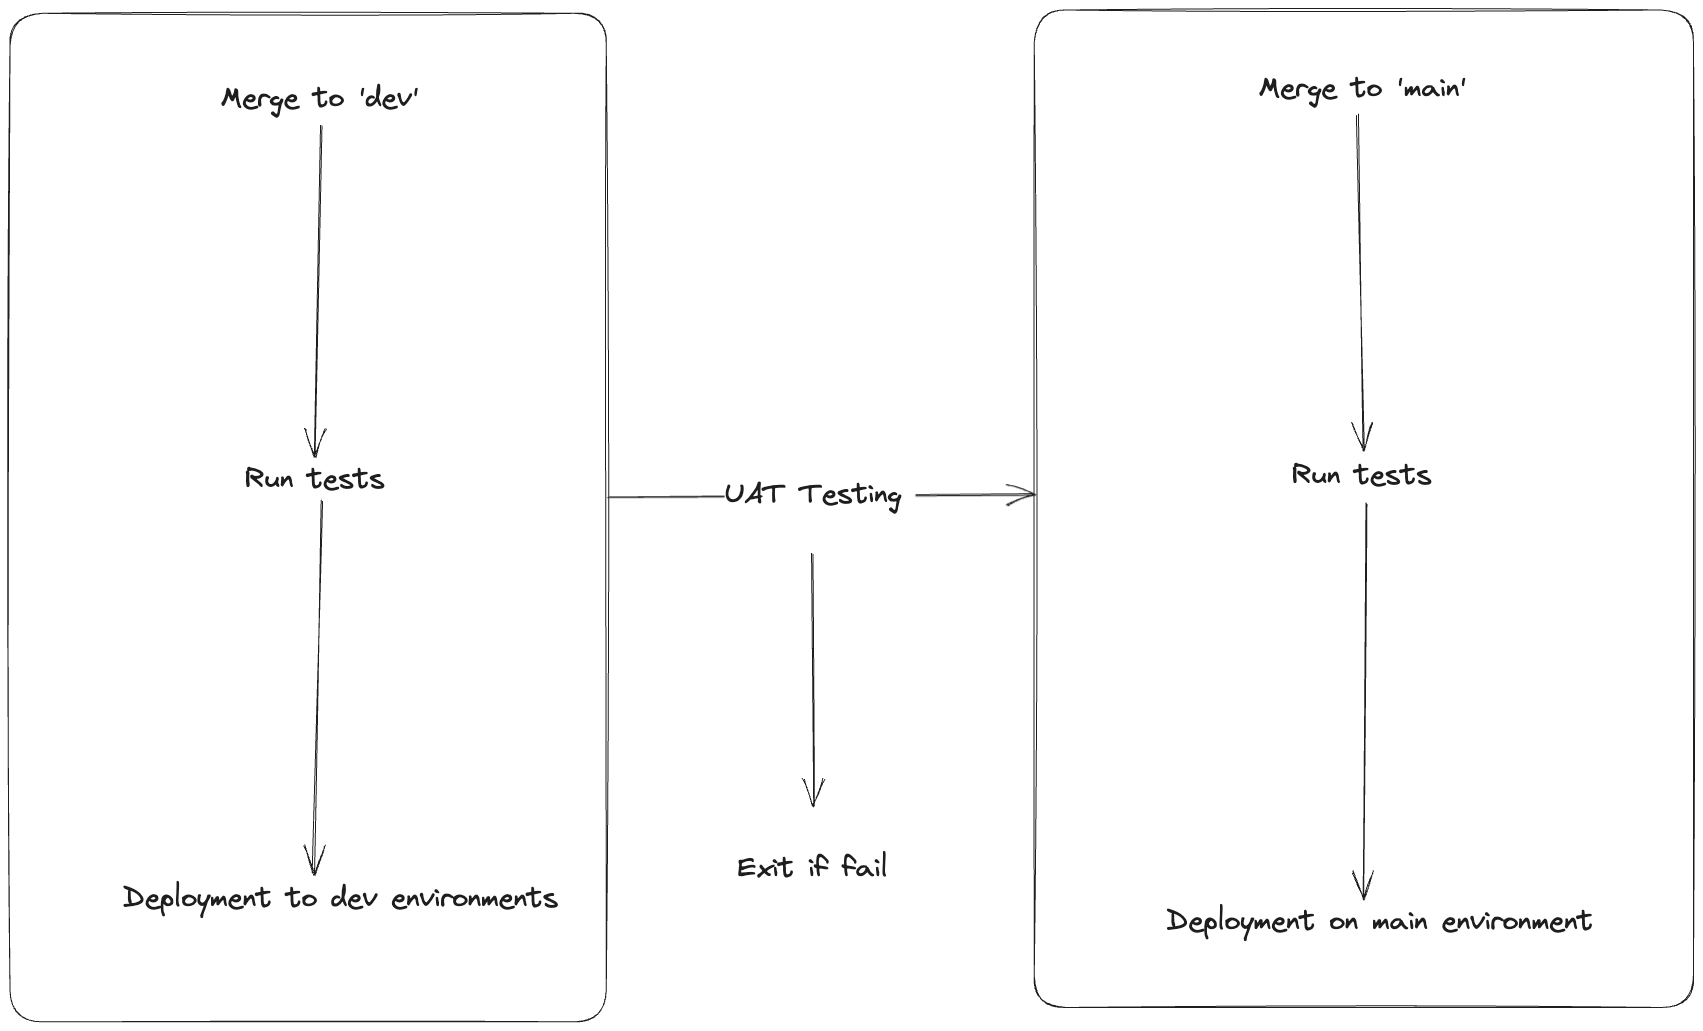 Merge to 'dev'
Run tests
Deployment to dev environments
UAT Testing
Exit if fail
Merge to 'main'
Run tests
Deployment on main environment